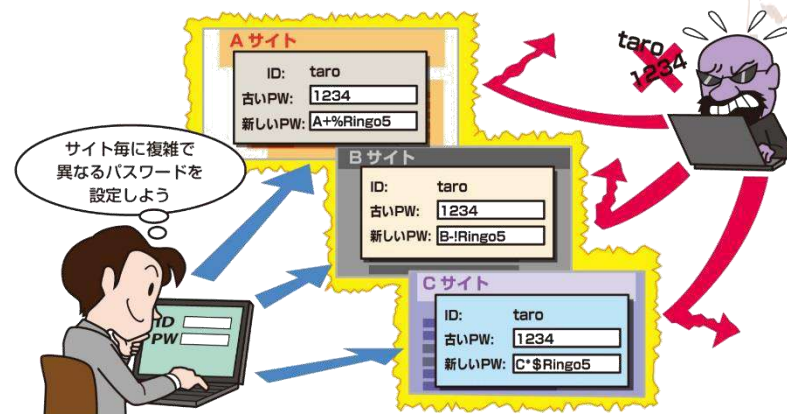 Aサイト
ID: taro
古いPW: 1234
新しいPW: A+%Ringo5
taro
1234
サイト毎に複雑で
異なるパスワードを
設定しよう
Bサイト
ID: taro
古いPW: 1234
新しいPW: B-!Ringo5
Cサイト
ID: taro
古いPW: 1234
新しいPW: C*$Ringo5
ID
PW